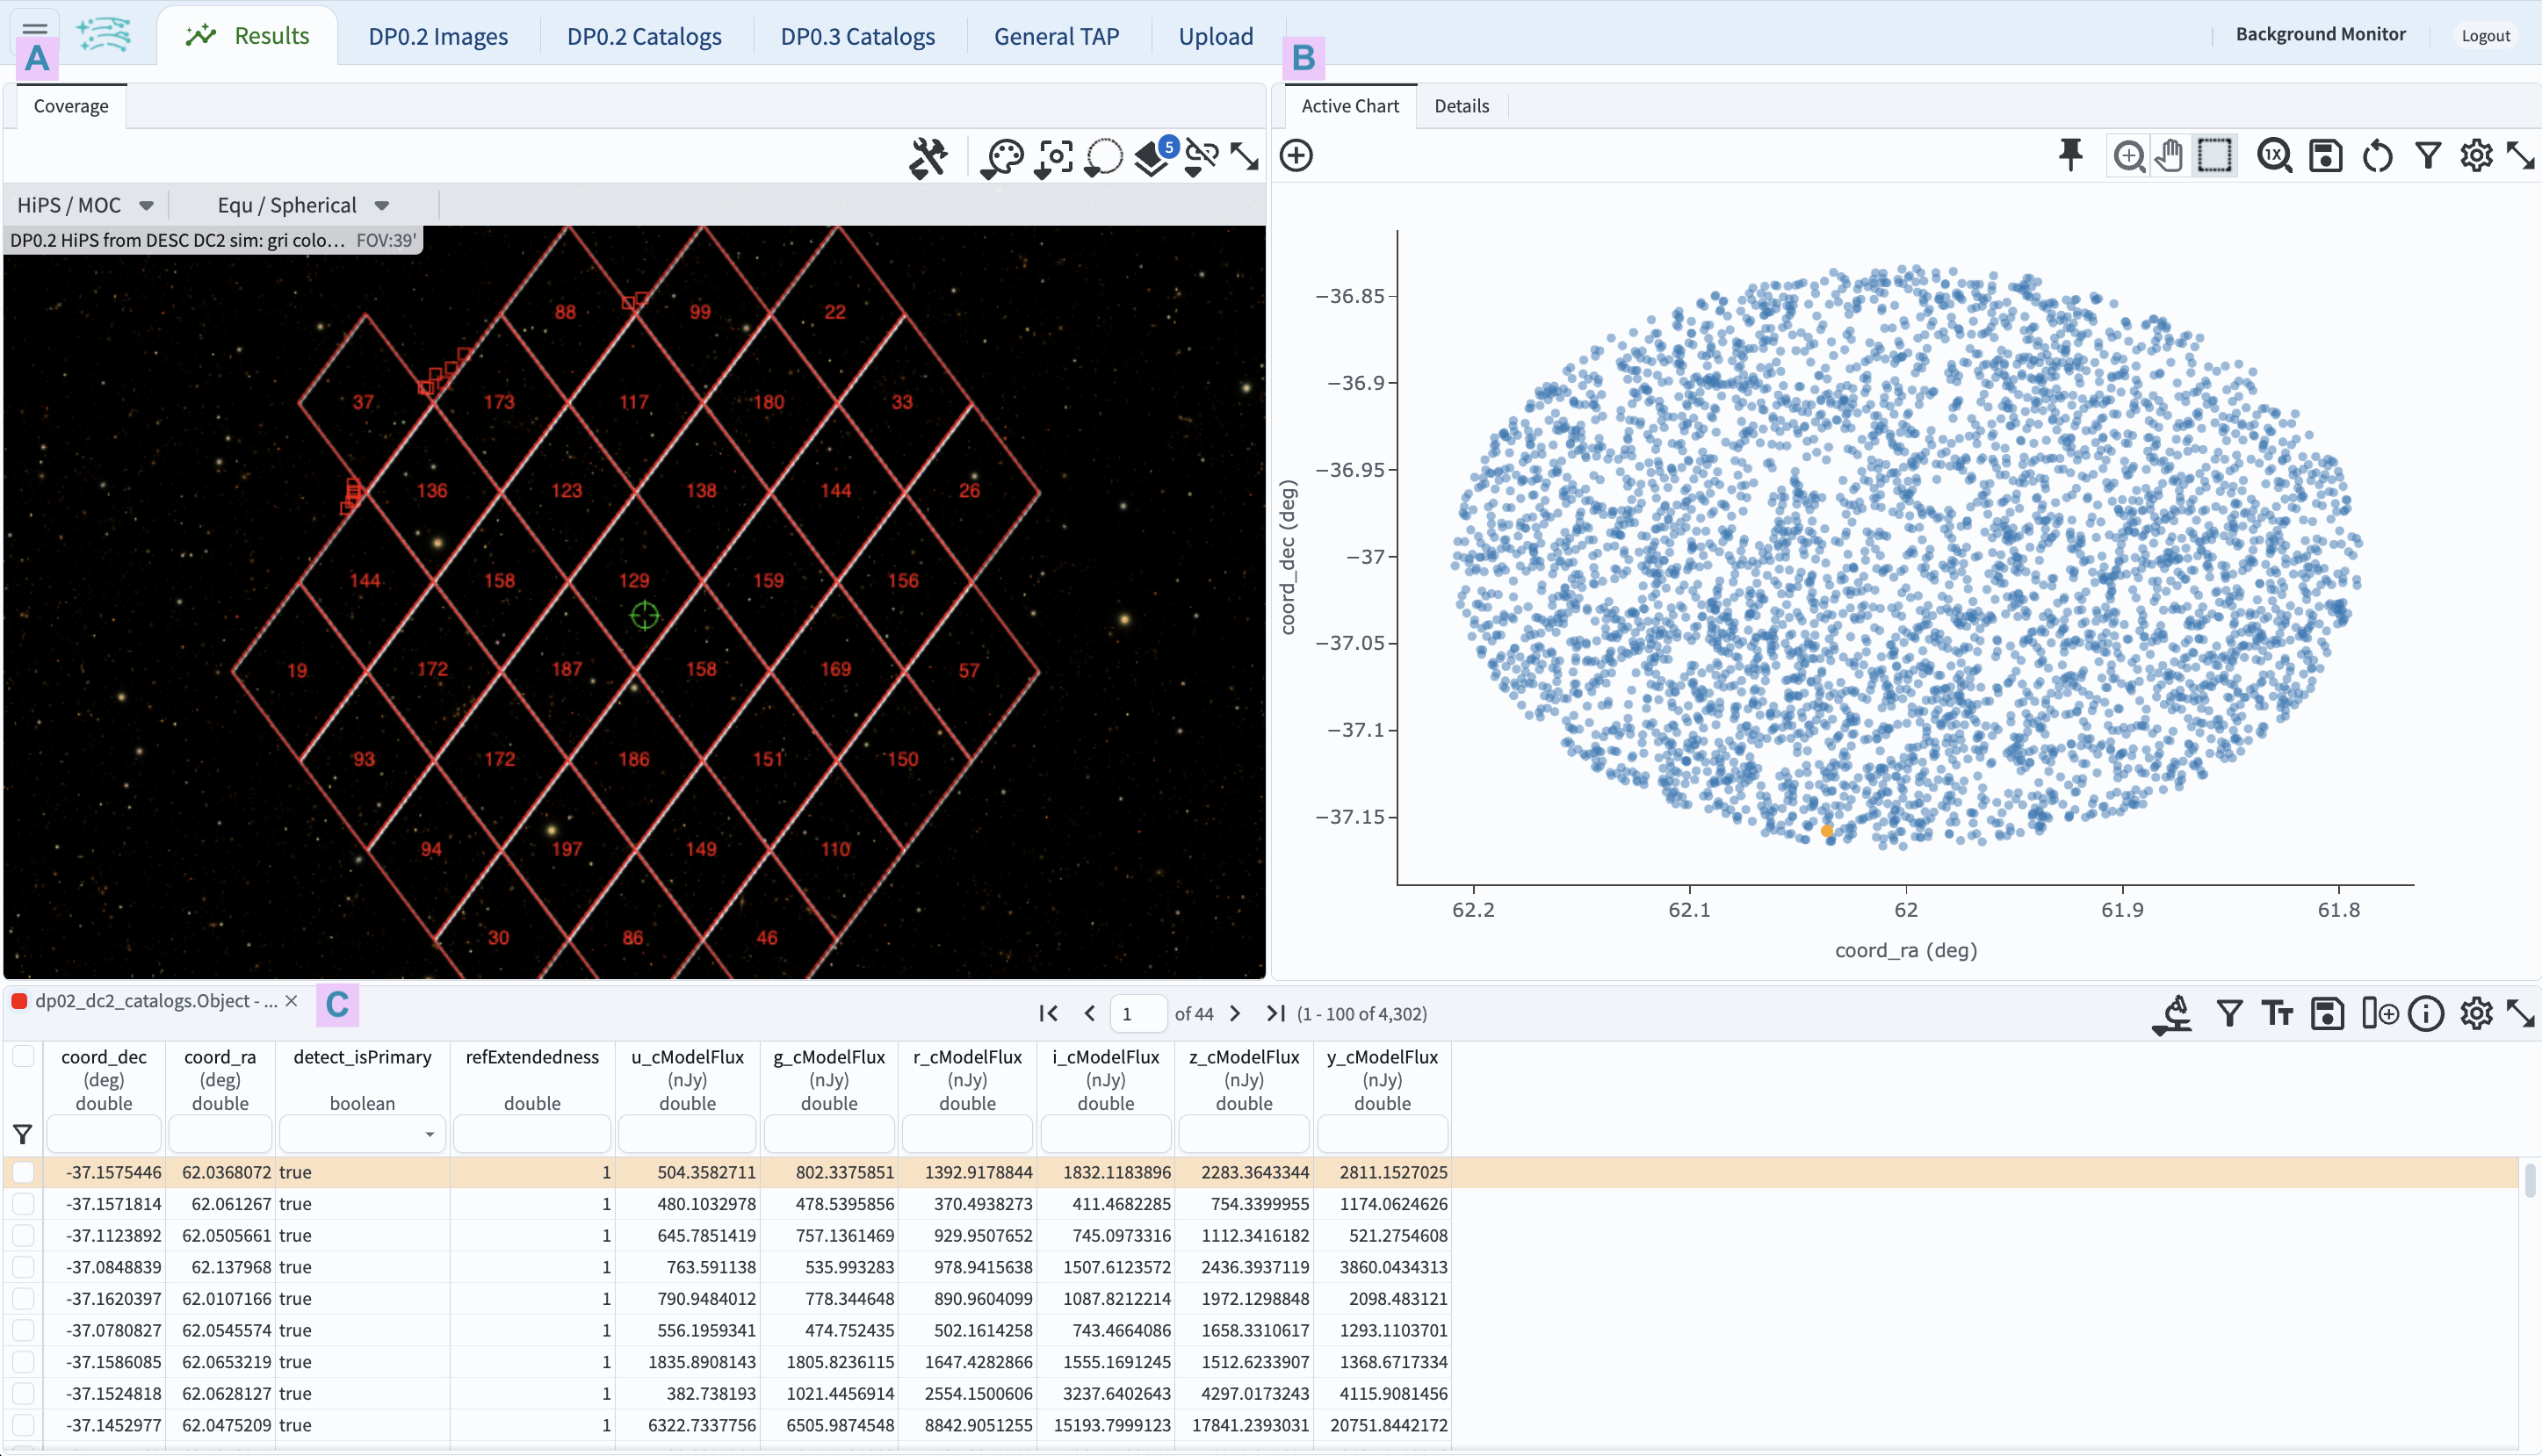 Results
DP0.2 Images
DP0.2 Catalogs
DP0.3 Catalogs
General TAP
Upload
Background Monitor
Logout
A
B
Coverage
Active Chart
Details
5
1X
HiPS / MOC
Equ / Spherical
DP0.2 HiPS from DESC DC2 sim: gri colo... FOV:39'
88 99 22
37 173 117 180 33
136 123 138 144 26
144 158 129 159 156
19 172 187 158 169 57
93 172 186 151 150
94 197 149 110
30 86 46
−36.85
−36.9
−36.95
−37
−37.05
−37.1
−37.15
coord_dec (deg)
62.2 62.1 62 61.9 61.8
coord_ra (deg)
dp02_dc2_catalogs.Object - ...
C
1 of 44 (1 - 100 of 4,302)
coord_dec coord_ra detect_isPrimary refExtendedness u_cModelFlux g_cModelFlux r_cModelFlux i_cModelFlux z_cModelFlux y_cModelFlux
(deg) (deg) (nJy) (nJy) (nJy) (nJy) (nJy) (nJy)
double double boolean double double double double double double double
-37.1575446 62.0368072 true 1 504.3582711 802.3375851 1392.9178844 1832.1183896 2283.3643344 2811.1527025
-37.1571814 62.061267 true 1 480.1032978 478.5395856 370.4938273 411.4682285 754.3399955 1174.0624626
-37.1123892 62.0505661 true 1 645.7851419 757.1361469 929.9507652 745.0973316 1112.3416182 521.2754608
-37.0848839 62.137968 true 1 763.591138 535.993283 978.9415638 1507.6123572 2436.3937119 3860.0434313
-37.1620397 62.0107166 true 1 790.9484012 778.344648 890.9604099 1087.8212214 1972.1298848 2098.483121
-37.0780827 62.0545574 true 1 556.1959341 474.752435 502.1614258 743.4664086 1658.3310617 1293.1103701
-37.1586085 62.0653219 true 1 1835.8908143 1805.8236115 1647.4282866 1555.1691245 1512.6233907 1368.6717334
-37.1524818 62.0628127 true 1 382.738193 1021.4456914 2554.1500606 3237.6402643 4297.0173243 4115.9081456
-37.1452977 62.0475209 true 1 6322.7337756 6505.9874548 8842.9051255 15193.7999123 17841.2393031 20751.8442172